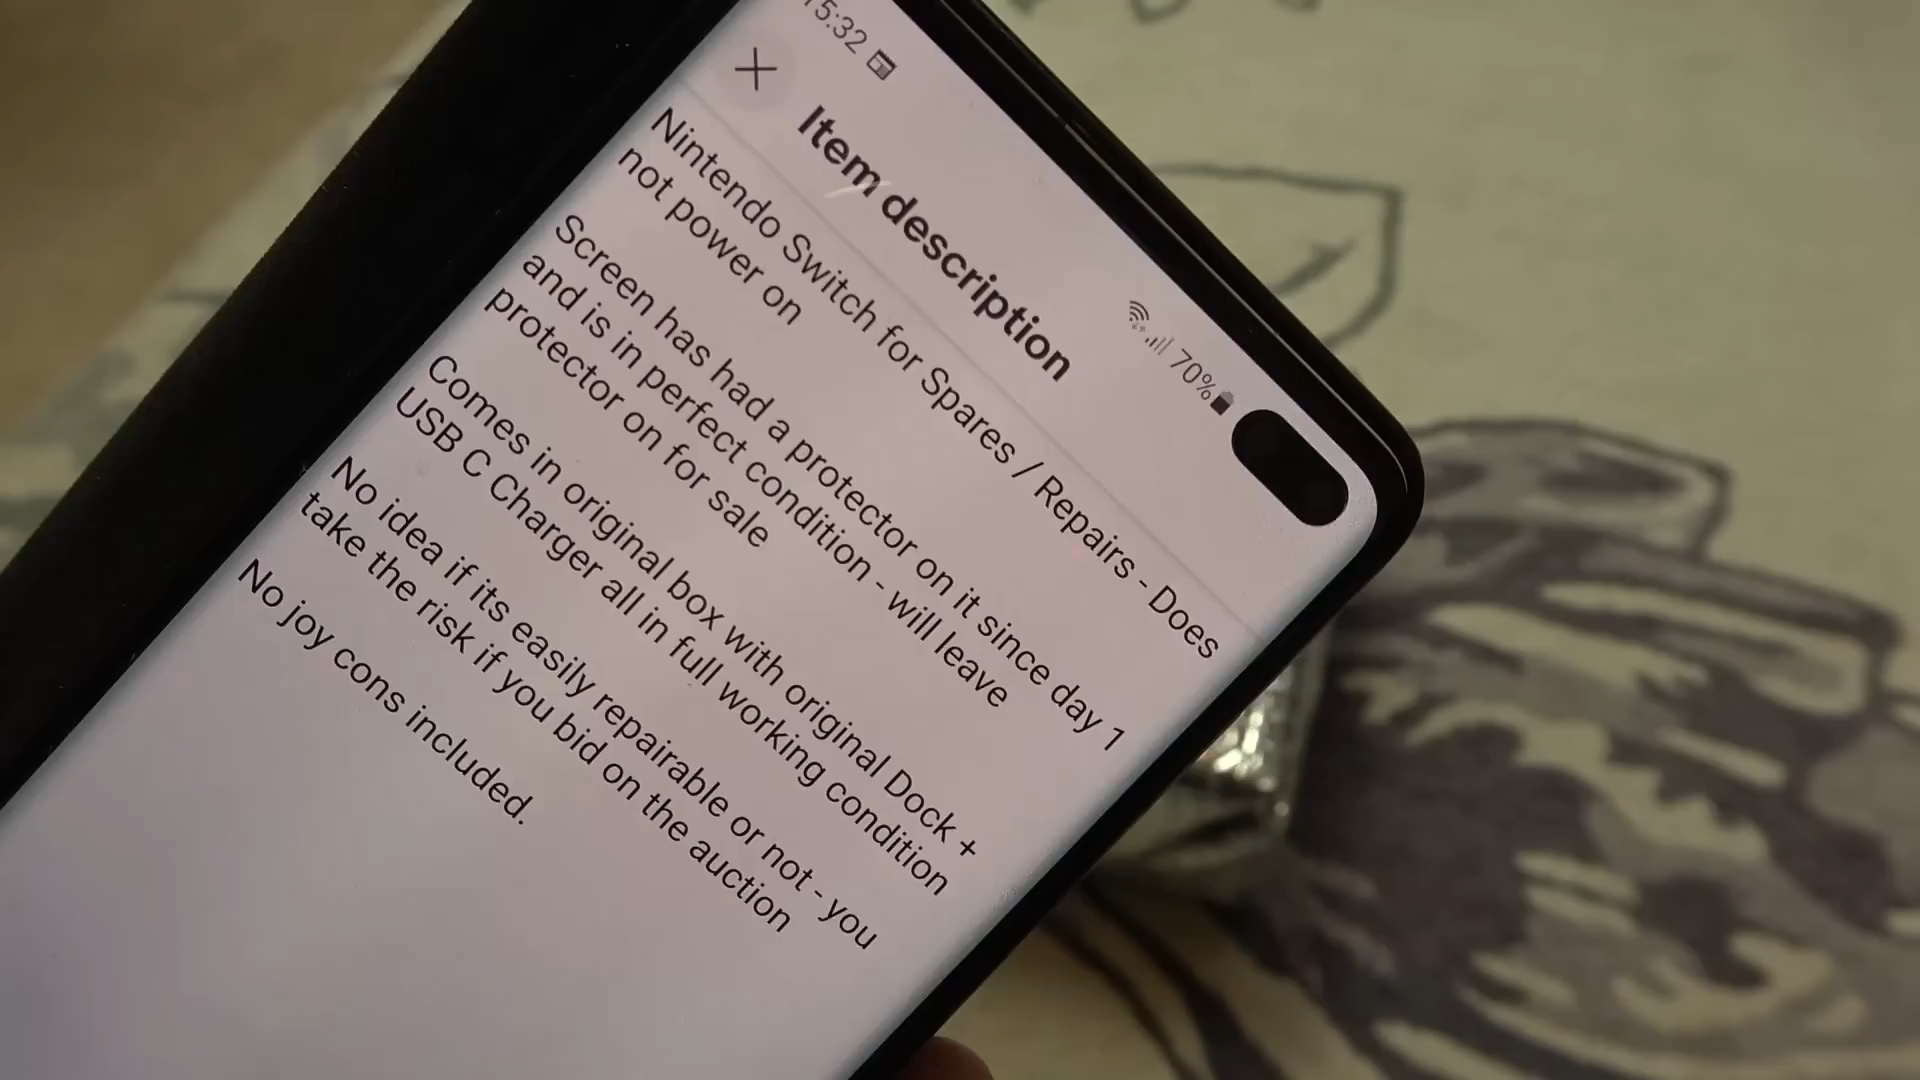 15:32
70%
Item description
Nintendo Switch for Spares / Repairs - Does
not power on
Screen has had a protector on it since day 1
and is in perfect condition - will leave
protector on for sale
Comes in original box with original Dock +
USB C Charger all in full working condition
No idea if its easily repairable or not - you
take the risk if you bid on the auction
No joy cons included.